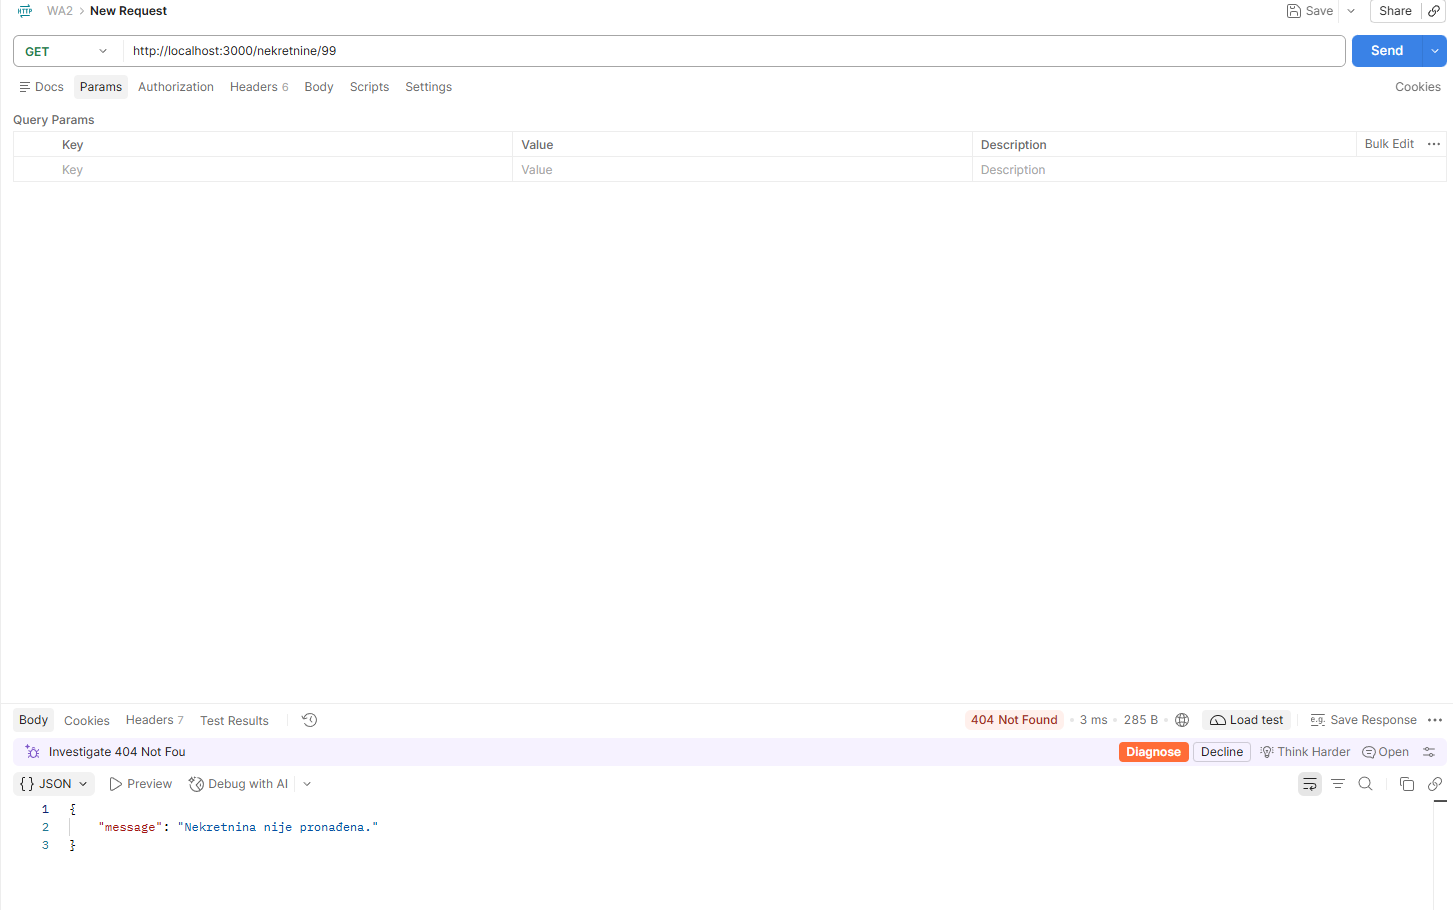 HTTP WA2 > New Request Save Share
GET http://localhost:3000/nekretnine/99 Send
Docs Params Authorization Headers 6 Body Scripts Settings Cookies
Query Params
Key Value Description Bulk Edit
Key Value Description
Body Cookies Headers 7 Test Results 404 Not Found • 3 ms • 285 B • Load test e.g. Save Response
Investigate 404 Not Fou Diagnose Decline Think Harder Open
{} JSON Preview Debug with AI
1 {
2 "message": "Nekretnina nije pronađena."
3 }